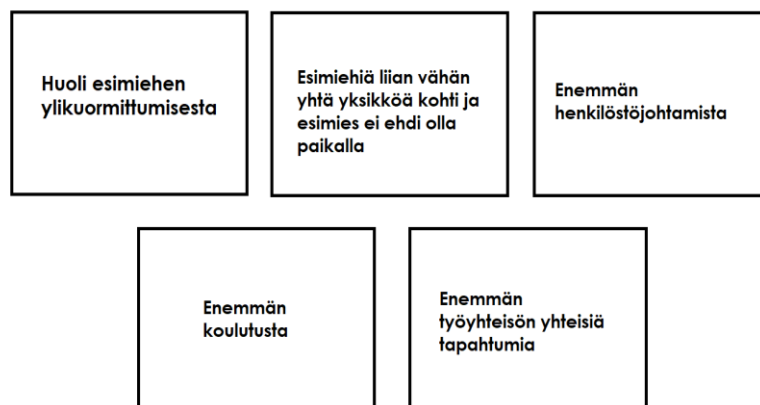 Huoli esimiehen
ylikuormittumisesta
Esimiehiä liian vähän
yhtä yksikköä kohti ja
esimies ei ehdi olla
paikalla
Enemmän
henkilöstöjohtamista
Enemmän
koulutusta
Enemmän
työyhteisön yhteisiä
tapahtumia